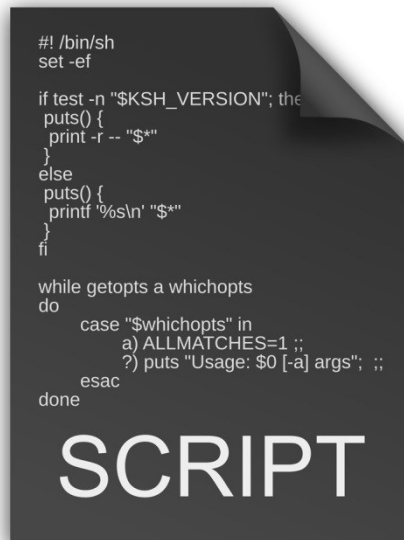 #! /bin/sh
set -ef
if test -n "$KSH_VERSION"; the
puts() {
print -r -- "$*"
}
else
puts() {
printf '%s\n' "$*"
}
fi
while getopts a whichopts
do
case "$whichopts" in
a) ALLMATCHES=1 ;;
?) puts "Usage: $0 [-a] args";  ;;
esac
done
SCRIPT